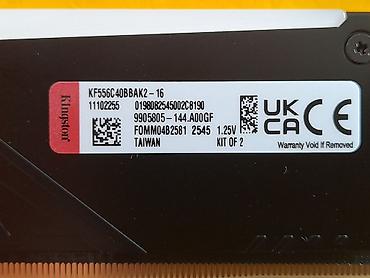 Kingston
KF556C40BBAK2-16
11102255 0198082545002C8190
9905805-144.A00GF
FOMM04B2581 2545 1.25V
TAIWAN KIT OF 2
UK
CA
CE
Warranty Void If Removed